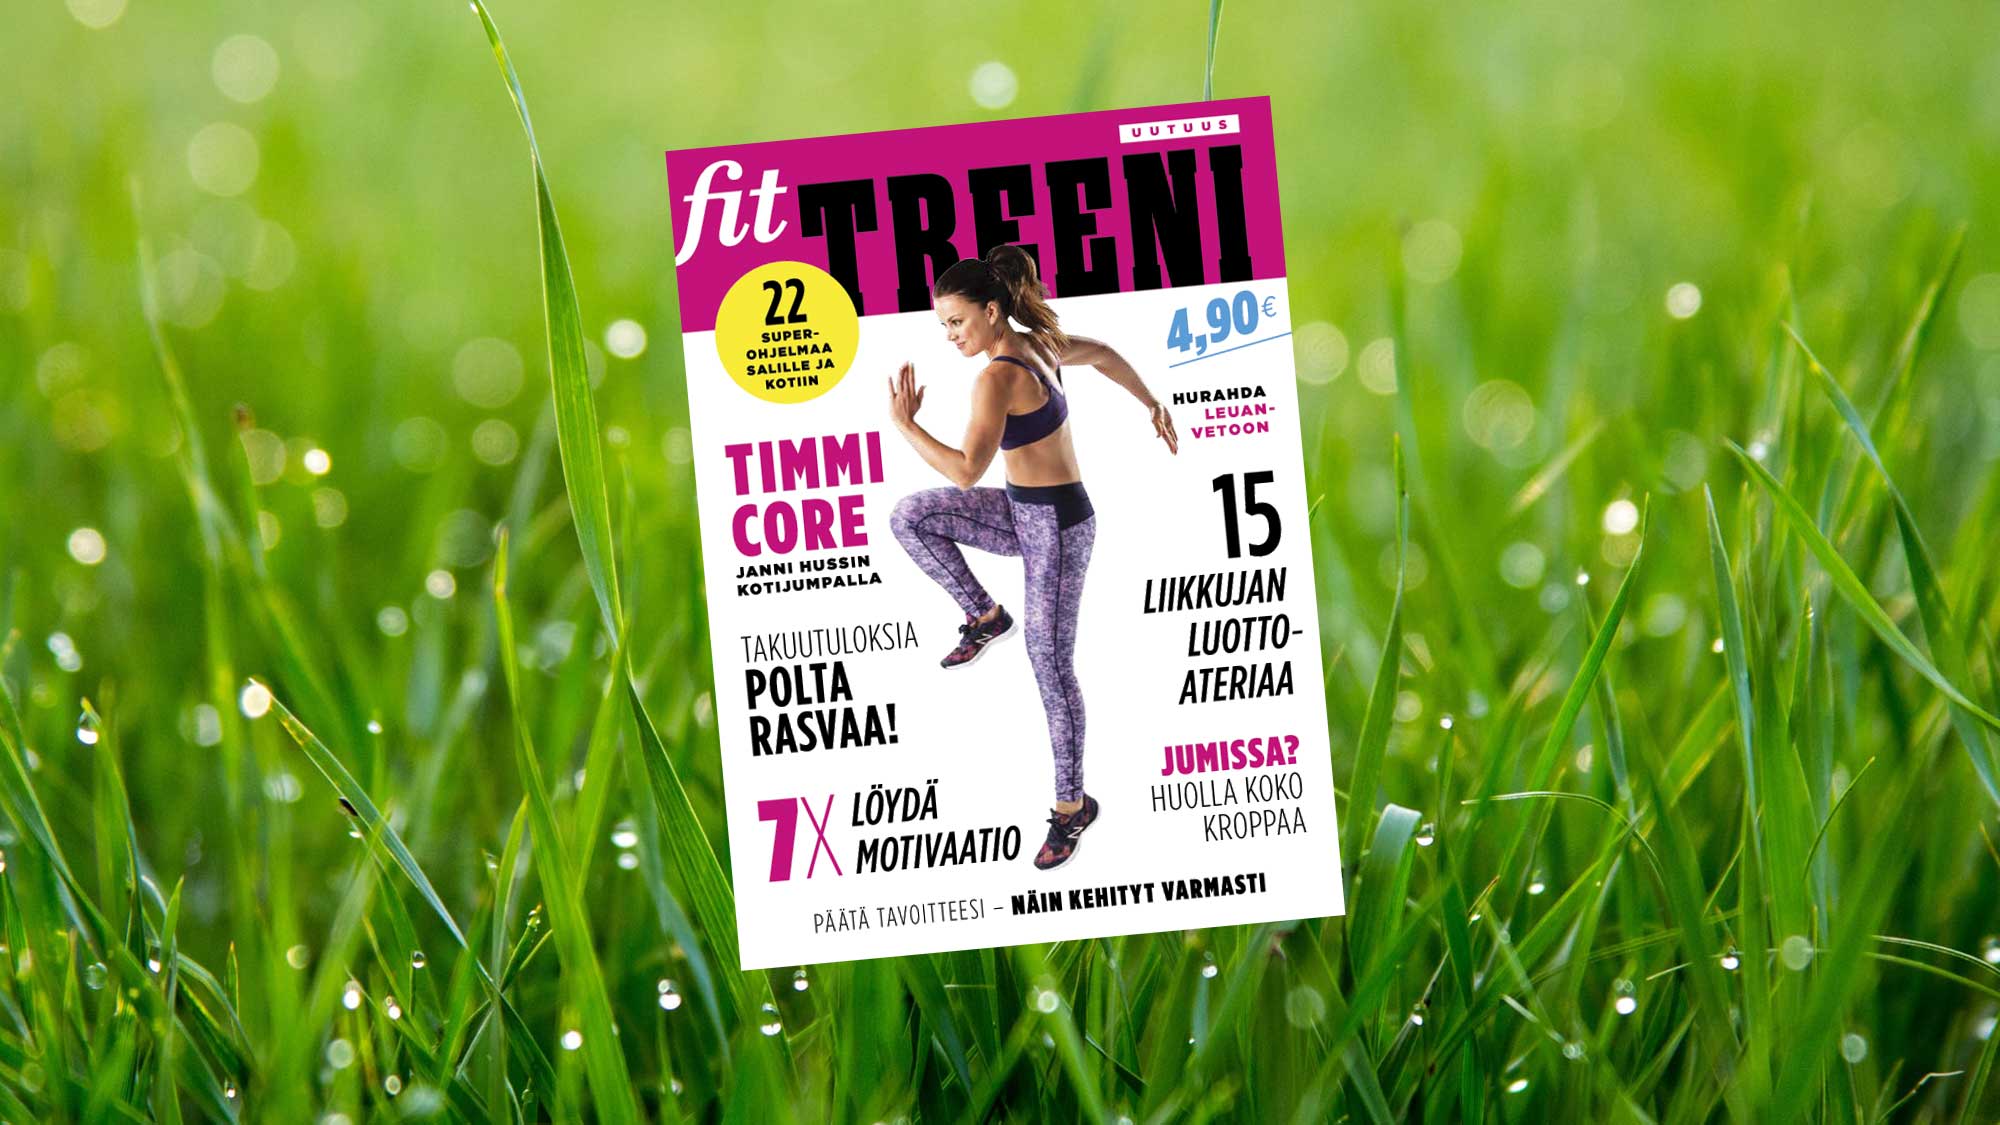 UUTUUS
fit TREENI
22
SUPER-
OHJELMAA
SALILLE JA
KOTIIN
4,90€
HURAHDA
LEUAN-
VETOON
TIMMI
CORE
JANNI HUSSIN
KOTIJUMPALLA
15
LIIKKUJAN
LUOTTO-
ATERIAA
TAKUUTULOKSIA
POLTA
RASVAA!
JUMISSA?
HUOLLA KOKO
KROPPAA
7X LÖYDÄ
MOTIVAATIO
PÄÄTÄ TAVOITTEESI – NÄIN KEHITYT VARMASTI